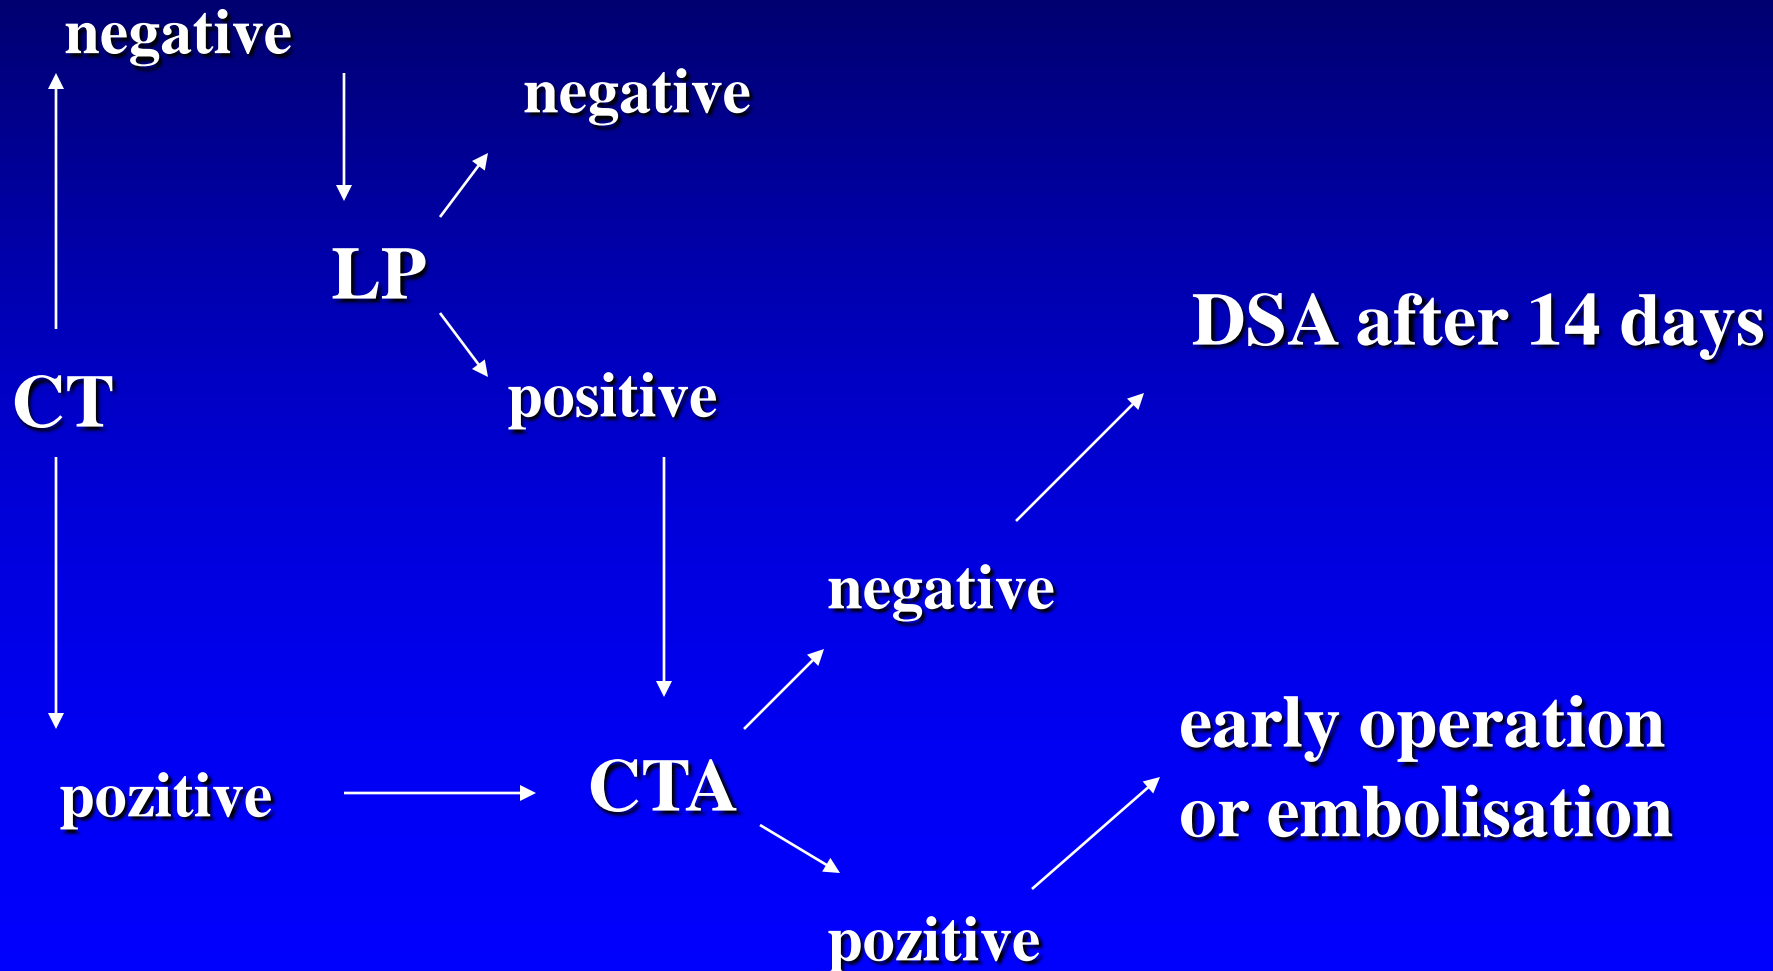 negative
negative
LP
DSA after 14 days
CT
positive
negative
early operation
or embolisation
pozitive
CTA
pozitive